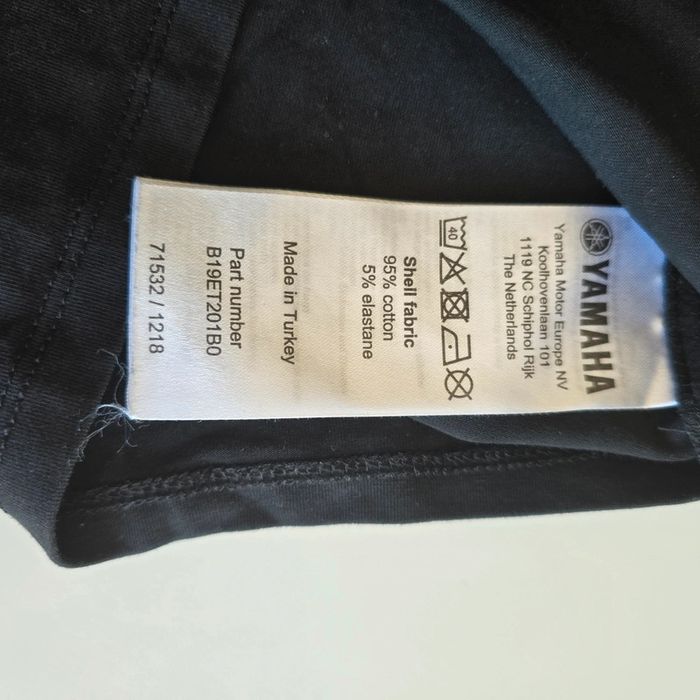 YAMAHA
Yamaha Motor Europe NV
Koolhovenlaan 101
1119 NC Schiphol Rijk
The Netherlands
40
Shell fabric
95% cotton
5% elastane
Made in Turkey
Part number
B19ET201B0
71532 / 1218